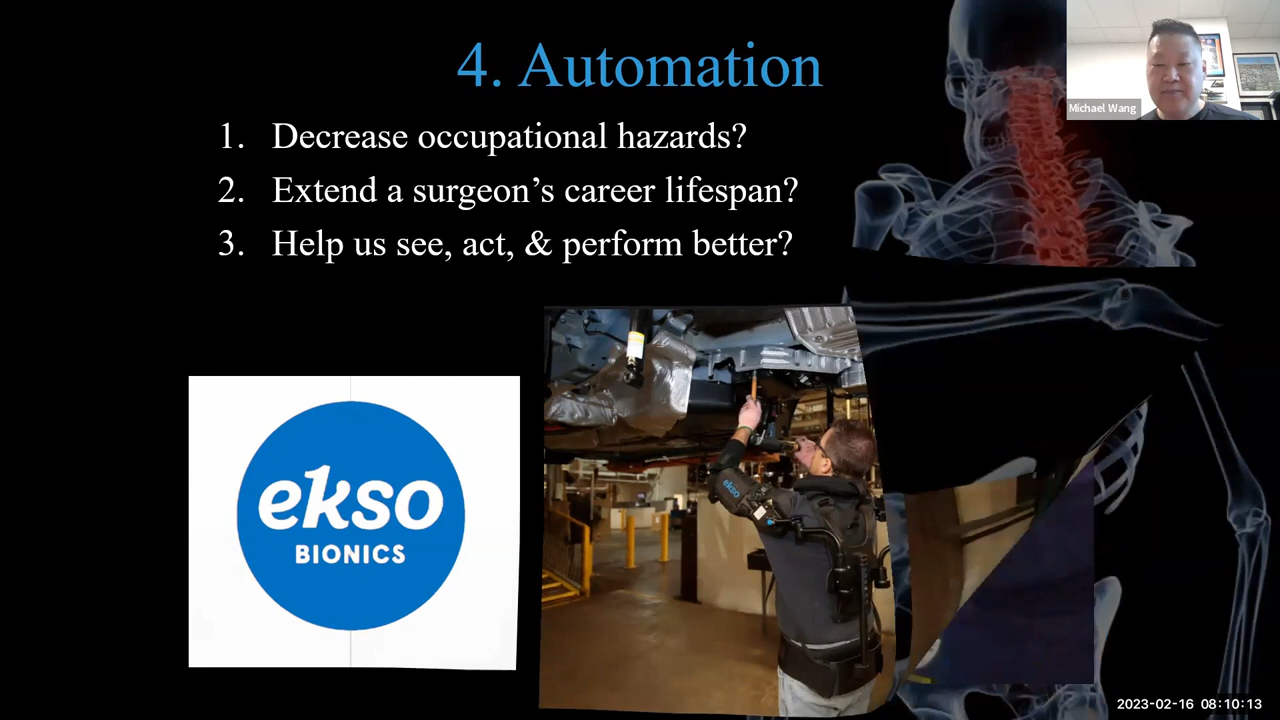 4. Automation
Michael Wang
1. Decrease occupational hazards?
2. Extend a surgeon’s career lifespan?
3. Help us see, act, & perform better?
ekso
BIONICS
ekso
2023-02-16 08:10:13